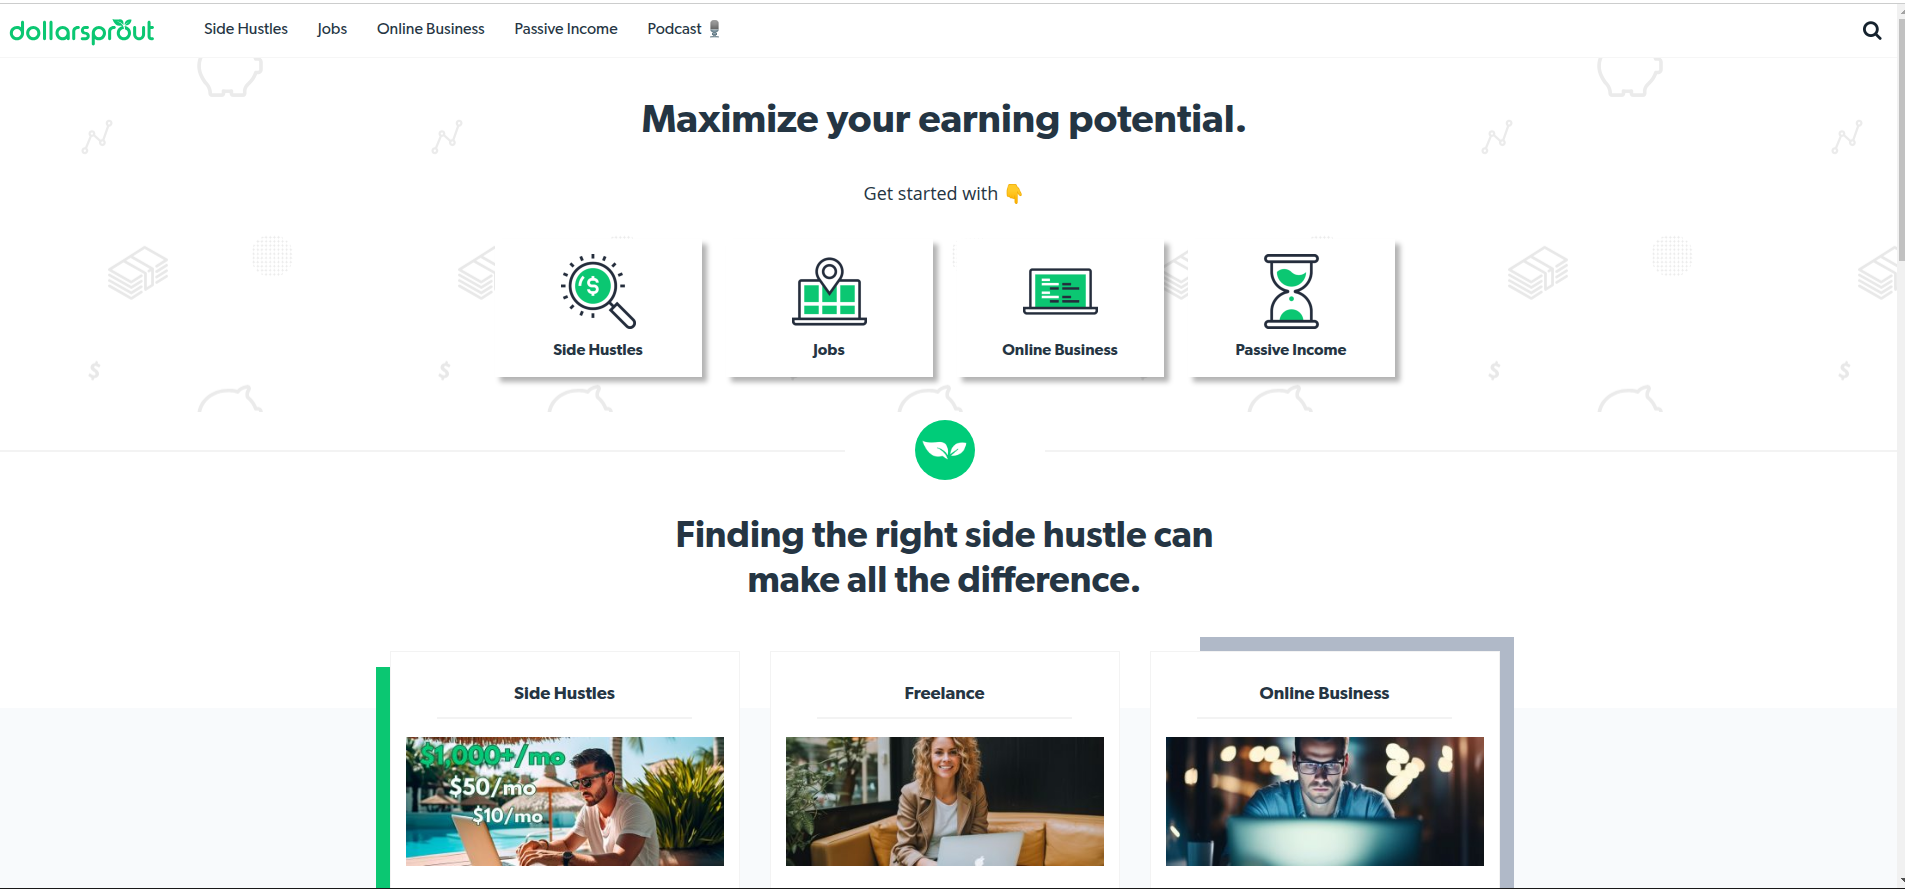 dollarsprout
Side Hustles
Jobs
Online Business
Passive Income
Podcast
Maximize your earning potential.
Get started with 👇
Side Hustles
Jobs
Online Business
Passive Income
Finding the right side hustle can
make all the difference.
Side Hustles
Freelance
Online Business
$1,000+/mo
$50/mo
$10/mo